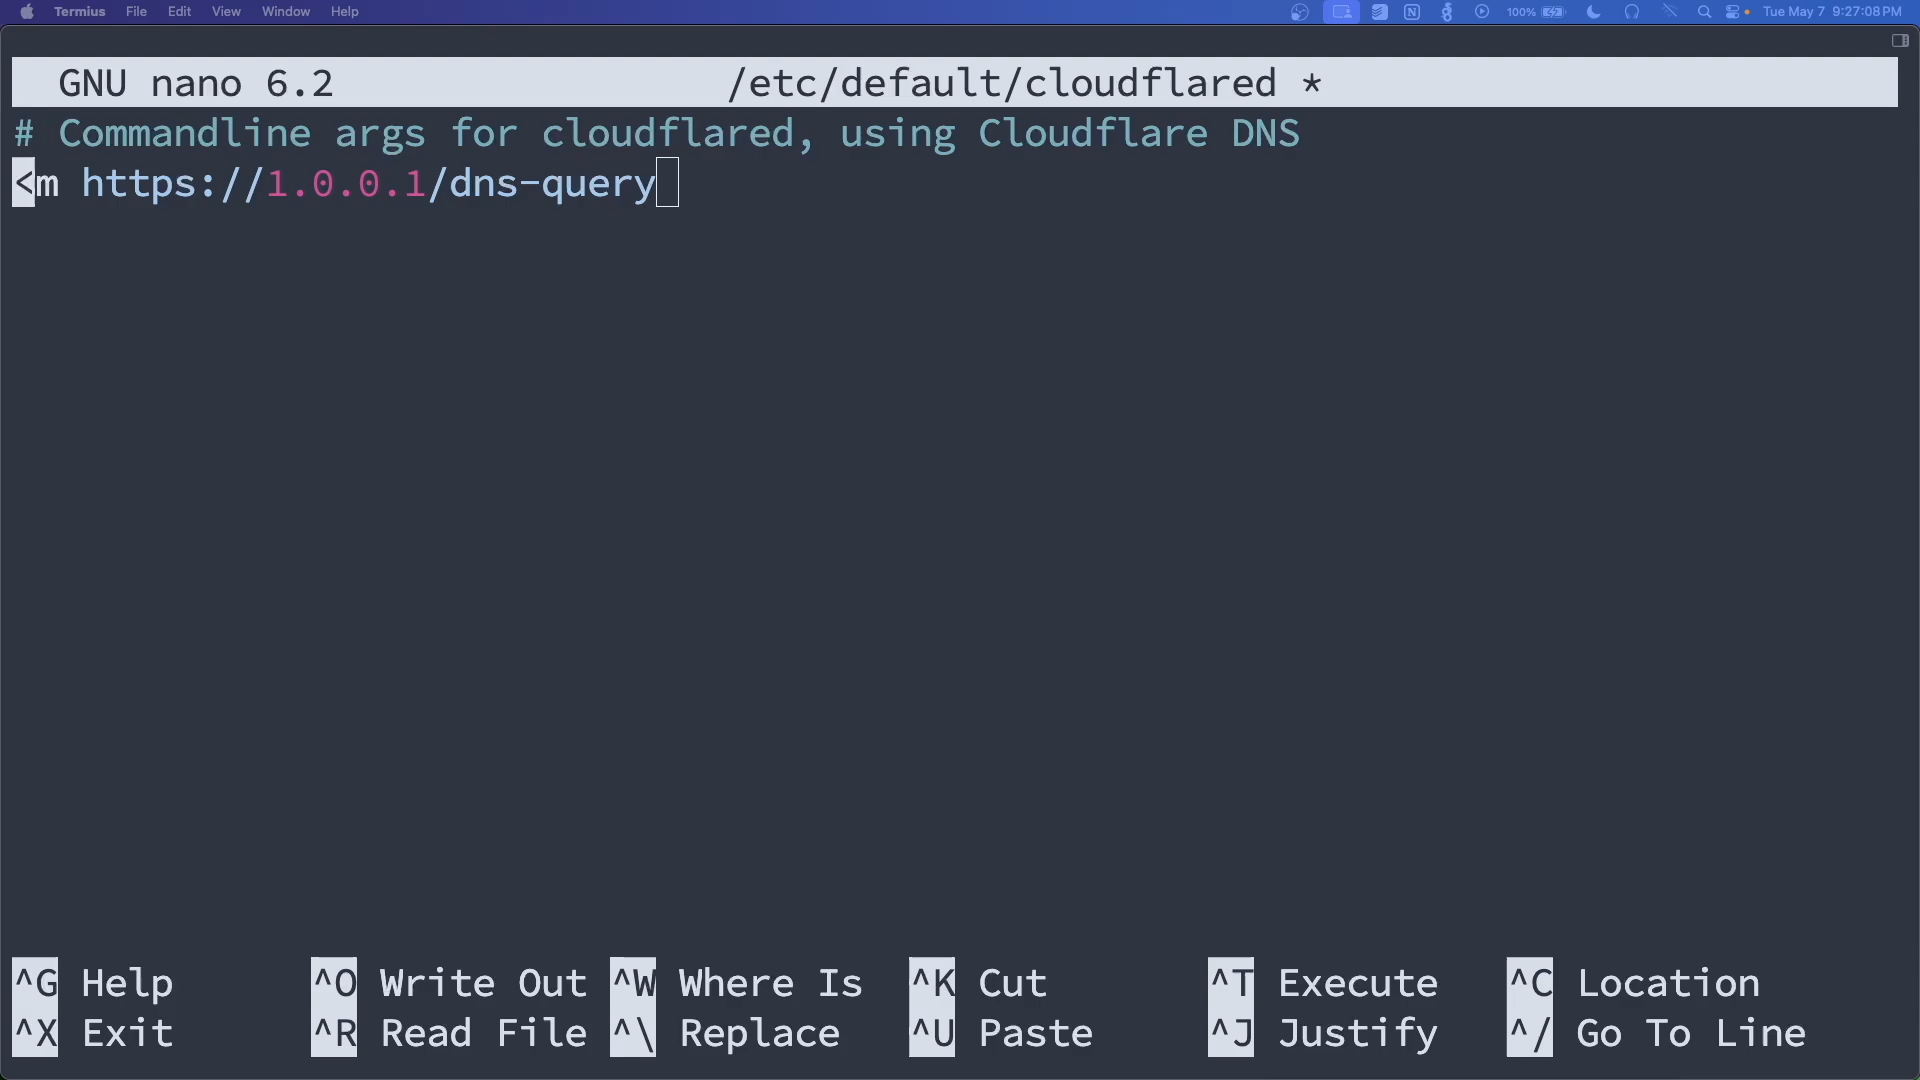 Termius File Edit View Window Help 100% Tue May 7 9:27:08 PM
GNU nano 6.2 /etc/default/cloudflared *
# Commandline args for cloudflared, using Cloudflare DNS
<m https://1.0.0.1/dns-query
^G Help ^O Write Out ^W Where Is ^K Cut ^T Execute ^C Location
^X Exit ^R Read File ^\ Replace ^U Paste ^J Justify ^/ Go To Line